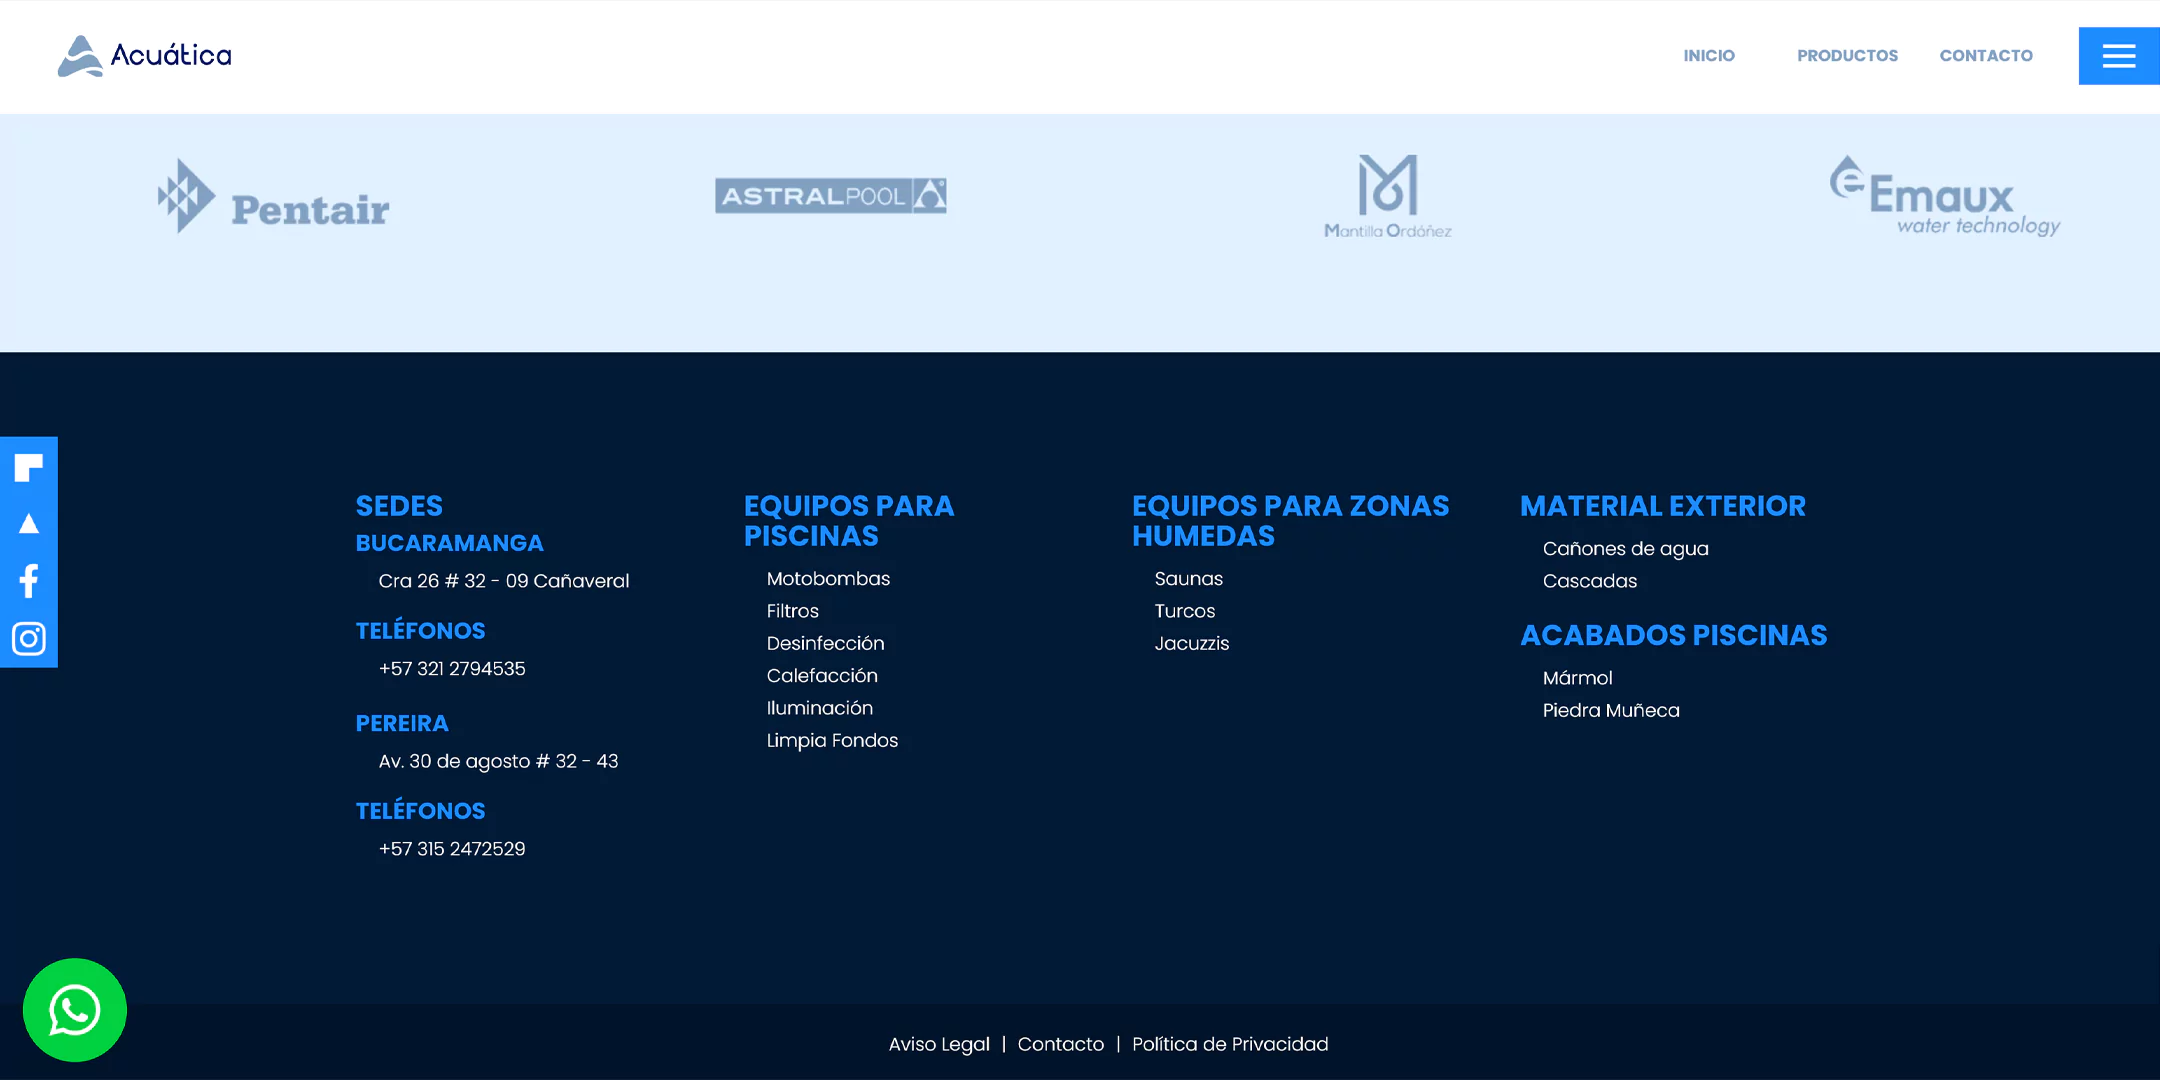 Acuática
INICIO
PRODUCTOS
CONTACTO
Pentair
ASTRALPOOL
Mantilla Ordóñez
e Emaux
water technology
SEDES
BUCARAMANGA
Cra 26 # 32 - 09 Cañaveral
TELÉFONOS
+57 321 2794535
PEREIRA
Av. 30 de agosto # 32 - 43
TELÉFONOS
+57 315 2472529
EQUIPOS PARA
PISCINAS
Motobombas
Filtros
Desinfección
Calefacción
Iluminación
Limpia Fondos
EQUIPOS PARA ZONAS
HUMEDAS
Saunas
Turcos
Jacuzzis
MATERIAL EXTERIOR
Cañones de agua
Cascadas
ACABADOS PISCINAS
Mármol
Piedra Muñeca
Aviso Legal | Contacto | Política de Privacidad